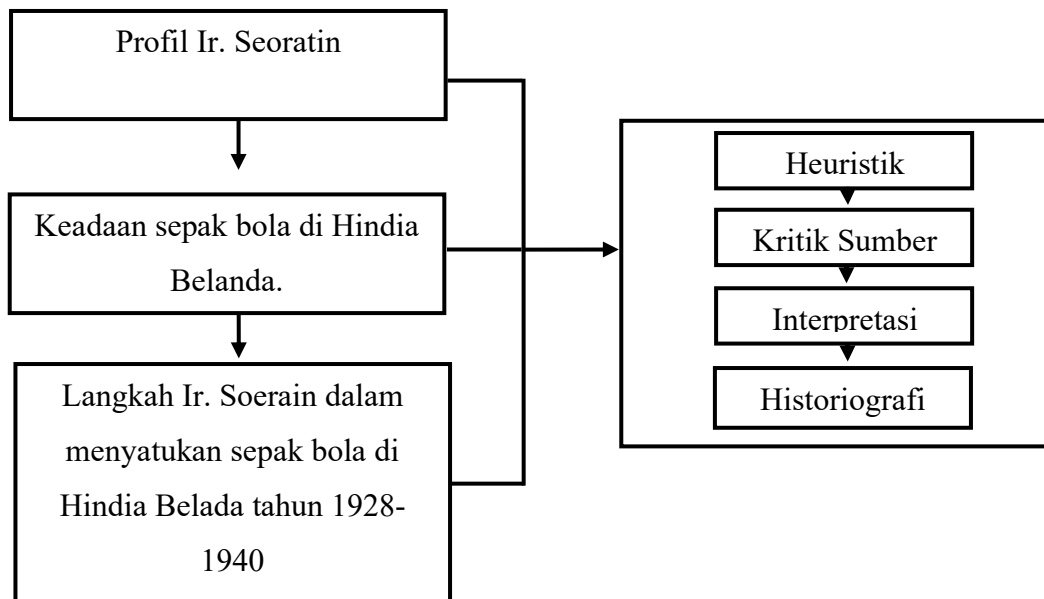 Profil Ir. Seoratin
Keadaan sepak bola di Hindia
Belanda.
Langkah Ir. Soerain dalam
menyatukan sepak bola di
Hindia Belada tahun 1928-
1940
Heuristik
Kritik Sumber
Interpretasi
Historiografi